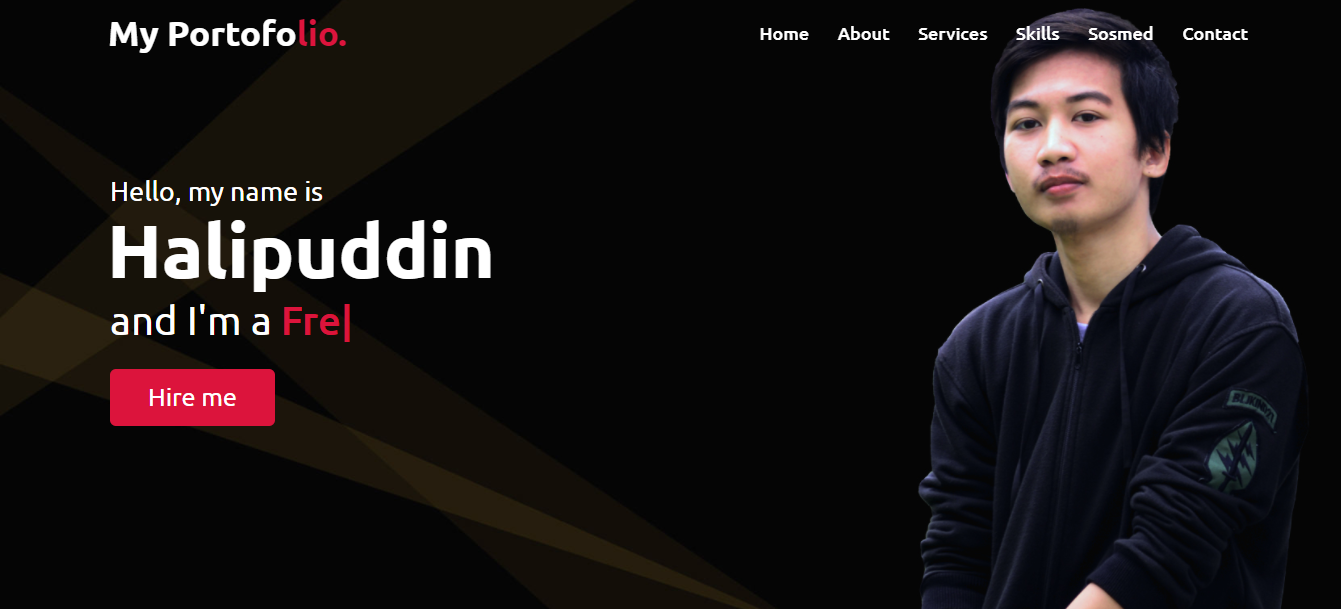 My Portofolio.
Home About Services Skills Sosmed Contact
Hello, my name is
Halipuddin
and I'm a Fre|
Hire me